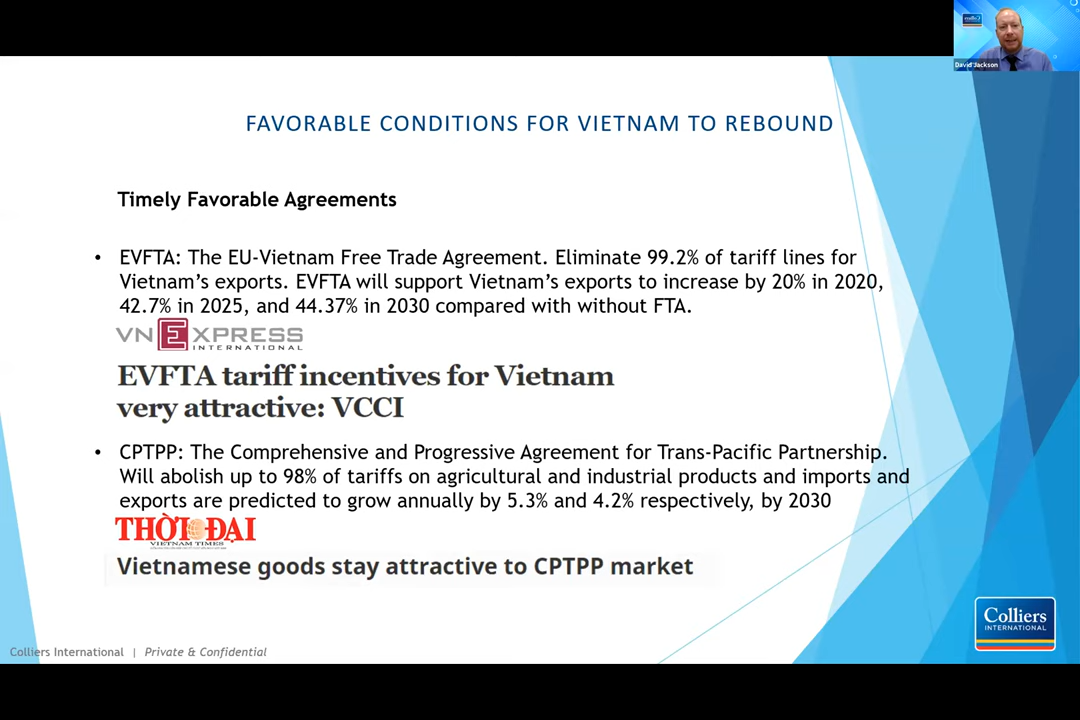 David Jackson
FAVORABLE CONDITIONS FOR VIETNAM TO REBOUND
Timely Favorable Agreements
• EVFTA: The EU-Vietnam Free Trade Agreement. Eliminate 99.2% of tariff lines for
Vietnam's exports. EVFTA will support Vietnam's exports to increase by 20% in 2020,
42.7% in 2025, and 44.37% in 2030 compared with without FTA.
VNEXPRESS
INTERNATIONAL
EVFTA tariff incentives for Vietnam
very attractive: VCCI
• CPTPP: The Comprehensive and Progressive Agreement for Trans-Pacific Partnership.
Will abolish up to 98% of tariffs on agricultural and industrial products and imports and
exports are predicted to grow annually by 5.3% and 4.2% respectively, by 2030
THỜI ĐẠI
VIETNAM TIMES
Vietnamese goods stay attractive to CPTPP market
Colliers
INTERNATIONAL
Colliers International | Private & Confidential